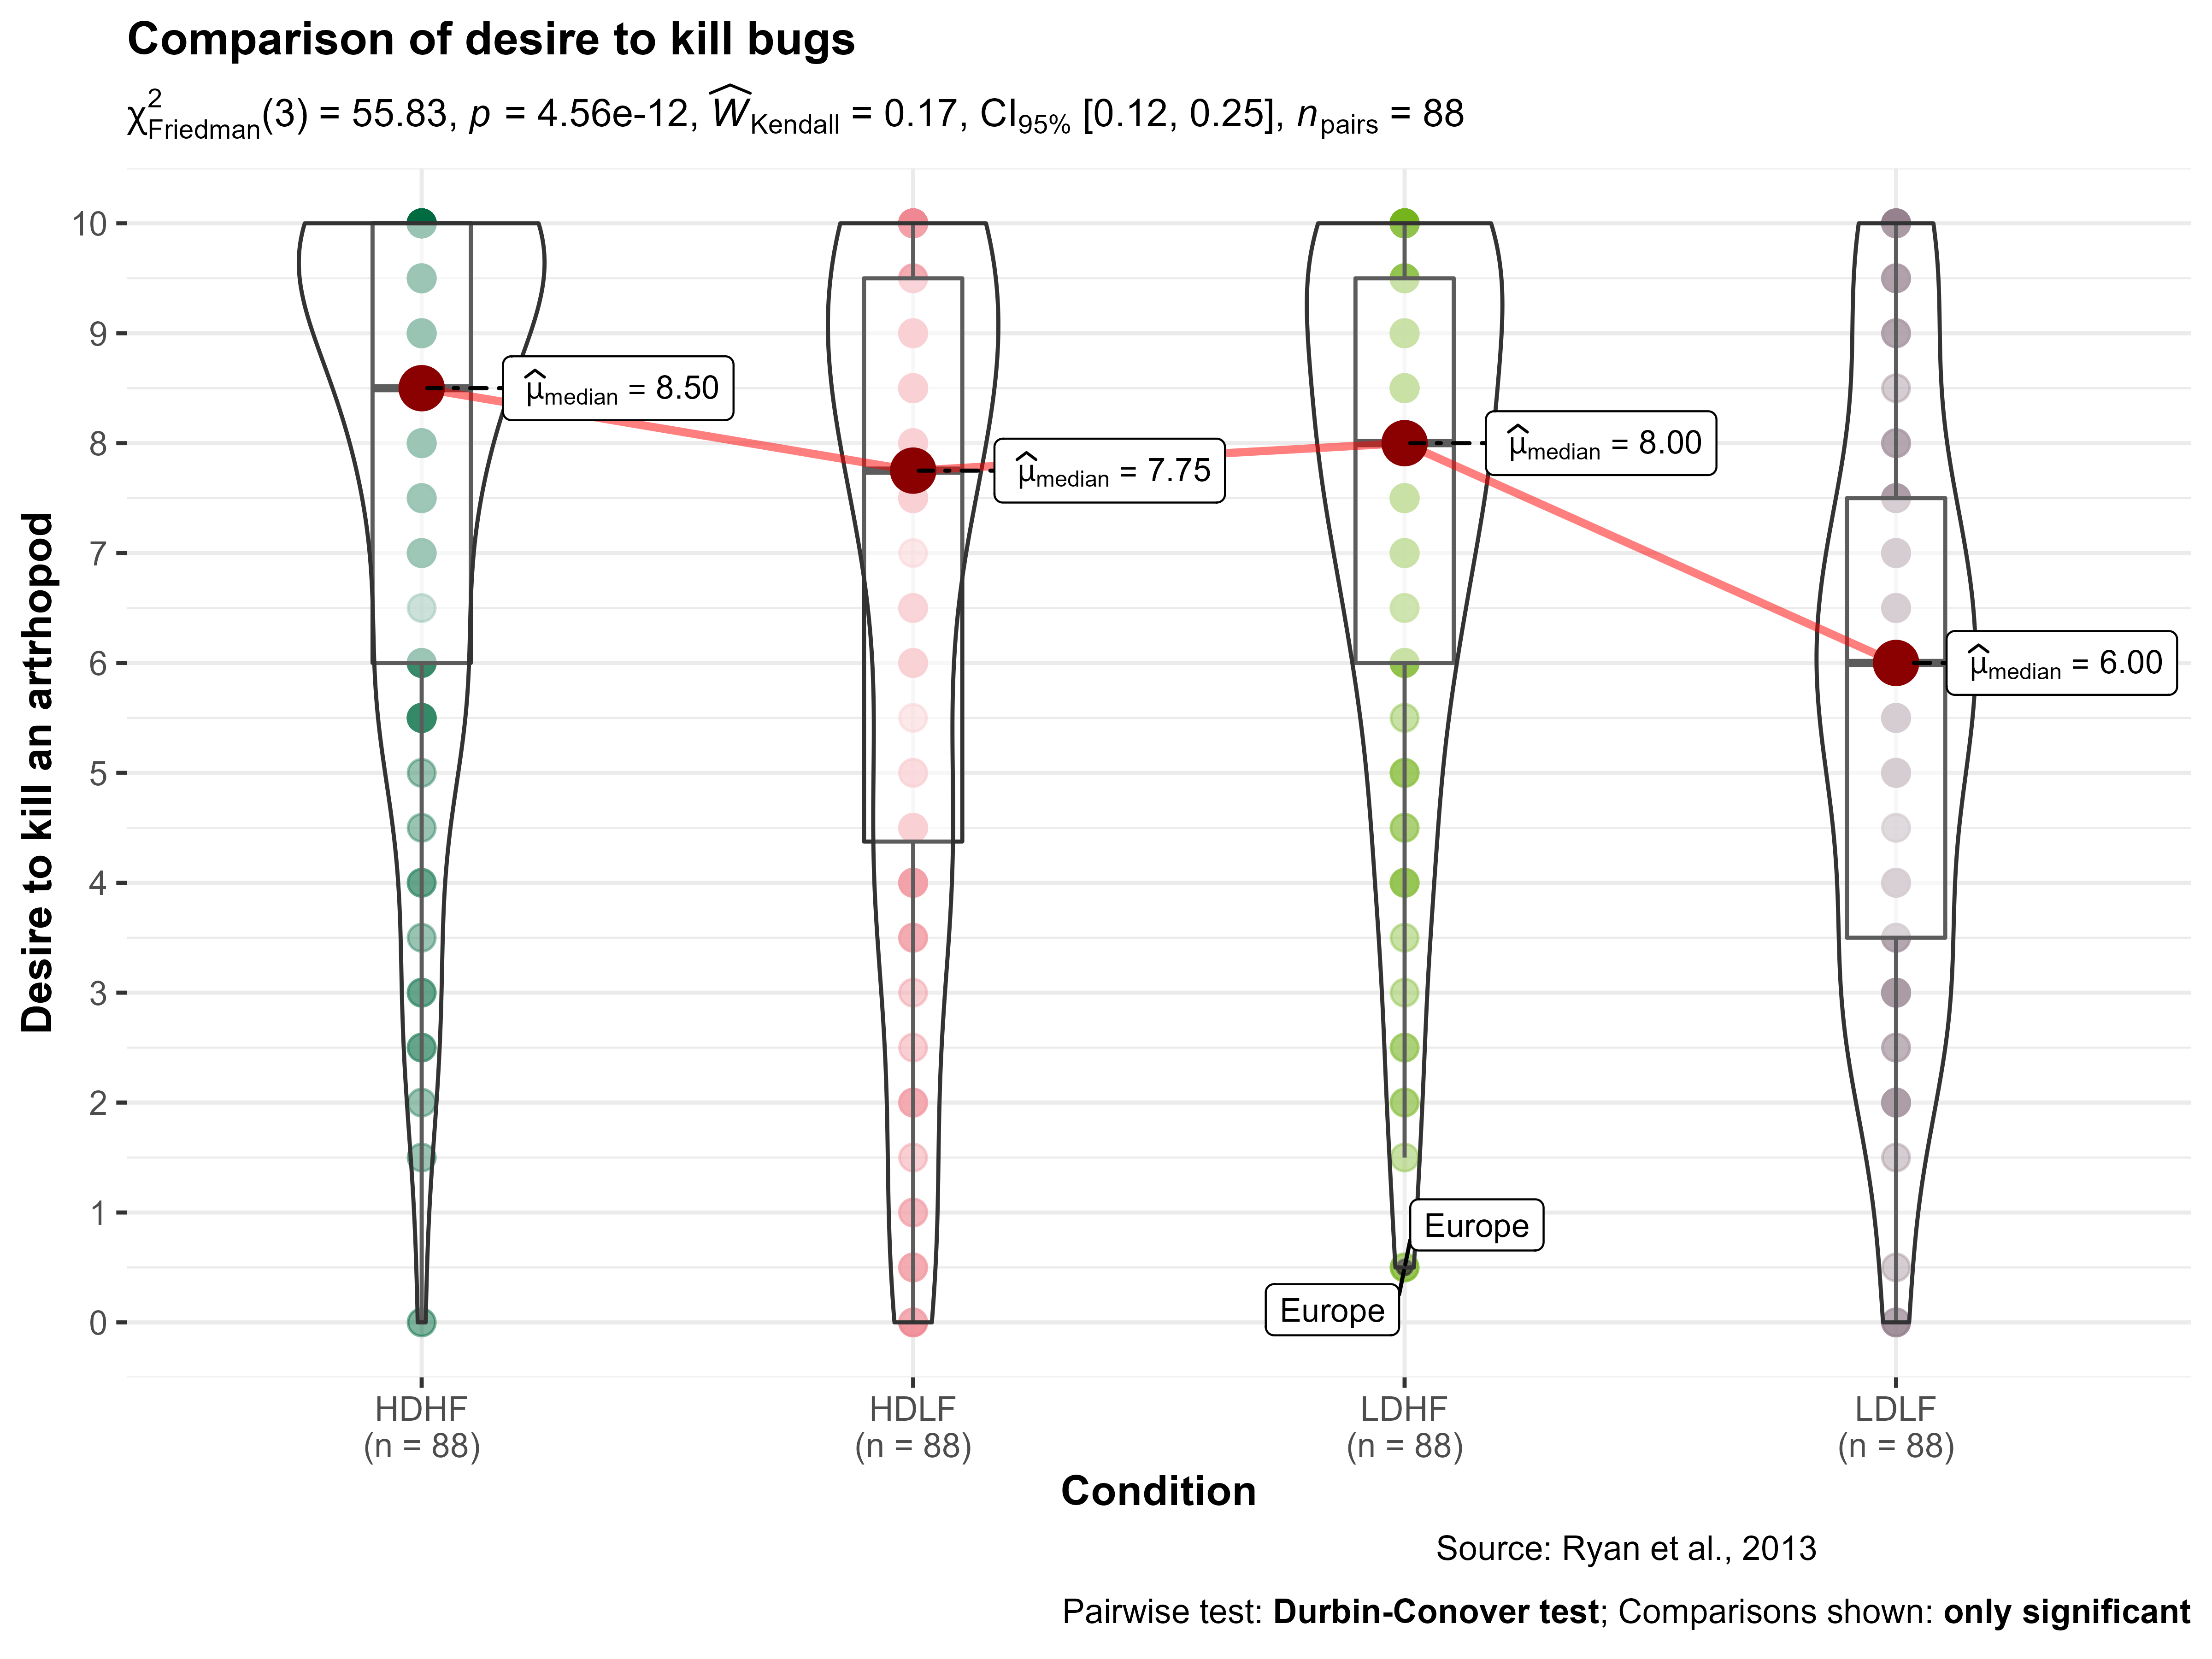 Comparison of desire to kill bugs
χ²Friedman(3) = 55.83, p = 4.56e-12, ŴKendall = 0.17, CI95% [0.12, 0.25], npairs = 88
Desire to kill an artrhopod
10
9
8
7
6
5
4
3
2
1
0
μ̂median = 8.50
μ̂median = 7.75
μ̂median = 8.00
μ̂median = 6.00
Europe
Europe
HDHF
(n = 88)
HDLF
(n = 88)
LDHF
(n = 88)
LDLF
(n = 88)
Condition
Source: Ryan et al., 2013
Pairwise test: Durbin-Conover test; Comparisons shown: only significant